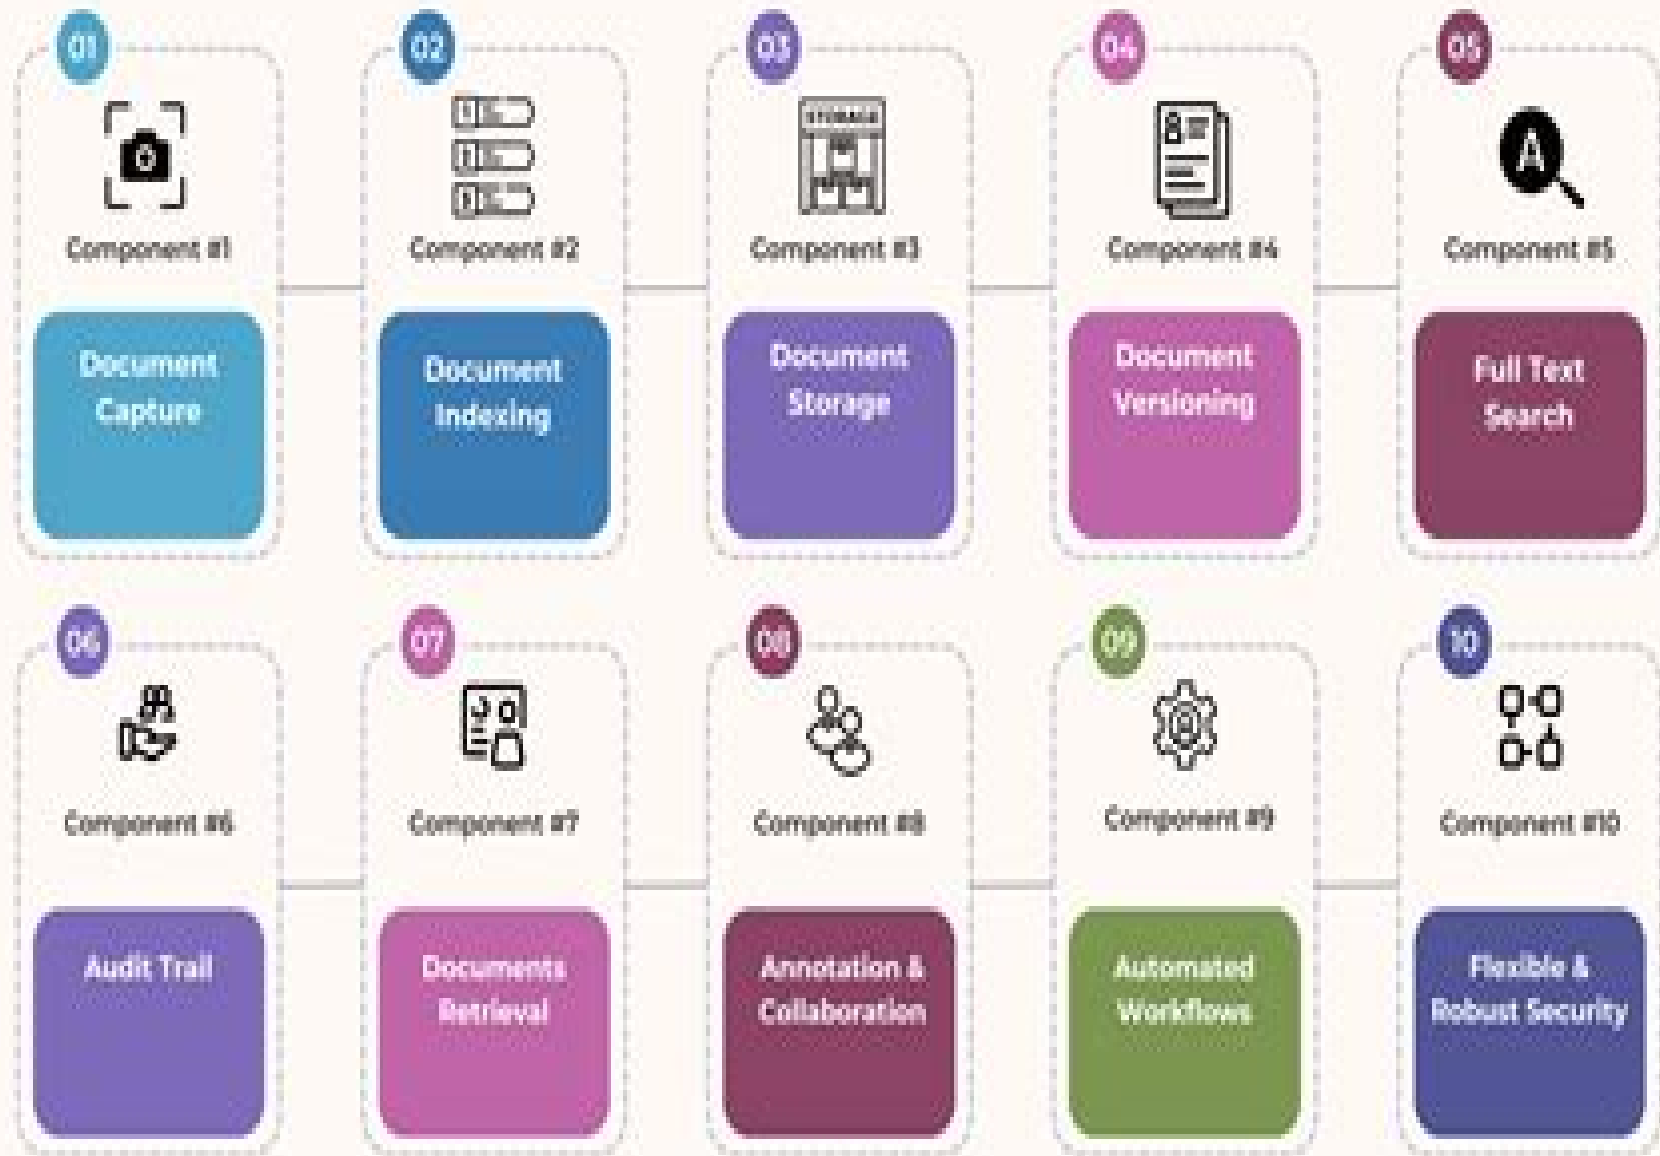 01
Component #1
Document
Capture
02
Component #2
Document
Indexing
03
STORAGE
Component #3
Document
Storage
04
Component #4
Document
Versioning
05
A
Component #5
Full Text
Search
06
Component #6
Audit Trail
07
Component #7
Documents
Retrieval
08
Component #8
Annotation &
Collaboration
09
Component #9
Automated
Workflows
10
Component #10
Flexible &
Robust Security